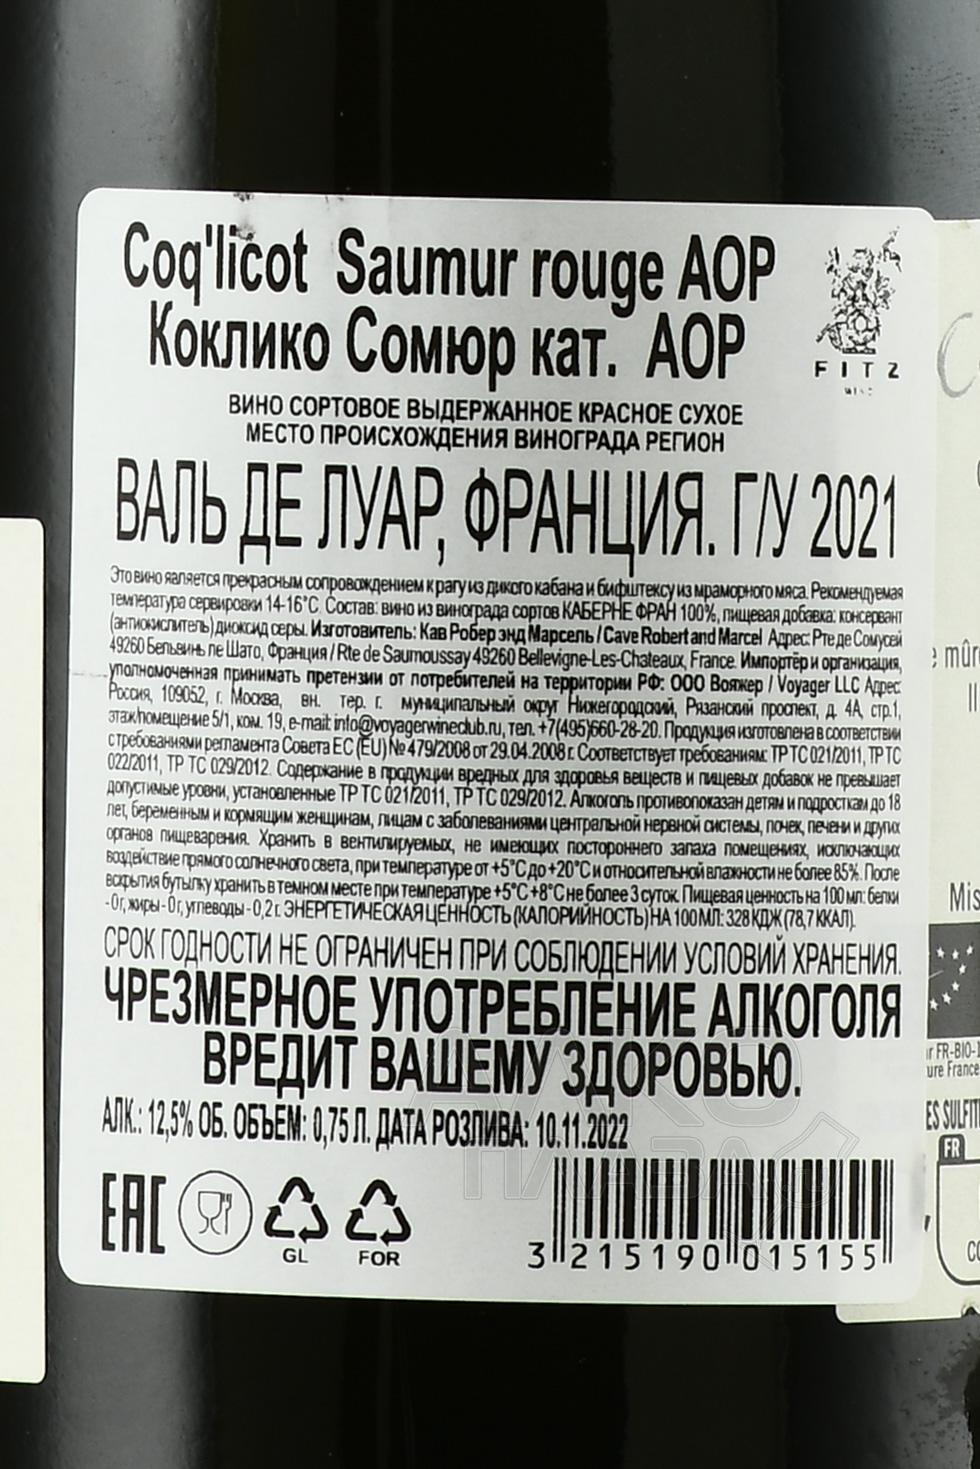 Coq'licot Saumur rouge AOP
Коклико Сомюр кат. АОР
FITZ
WINE
ВИНО СОРТОВОЕ ВЫДЕРЖАННОЕ КРАСНОЕ СУХОЕ
МЕСТО ПРОИСХОЖДЕНИЯ ВИНОГРАДА РЕГИОН
ВАЛЬ ДЕ ЛУАР, ФРАНЦИЯ. Г/У 2021
Это вино является прекрасным сопровождением к рагу из дикого кабана и бифштексу из мраморного мяса. Рекомендуемая
температура сервировки 14-16°С. Состав: вино из винограда сортов КАБЕРНЕ ФРАН 100%, пищевая добавка: консервант
(антиокислитель) диоксид серы. Изготовитель: Кав Робер энд Марсель / Cave Robert and Marcel Адрес: Рте де Сомусей
49260 Бельвинь ле Шато, Франция / Rte de Saumoussay 49260 Bellevigne-Les-Chateaux, France. Импортёр и организация,
уполномоченная принимать претензии от потребителей на территории РФ: ООО Вояжер / Voyager LLC Адрес:
Россия, 109052, г. Москва, вн. тер. г. муниципальный округ Нижегородский, Рязанский проспект, д. 4А, стр.1,
этаж/помещение 5/1, ком. 19, e-mail: info@voyagerwineclub.ru, тел. +7(495)660-28-20. Продукция изготовлена в соответствии
с требованиями регламента Совета ЕС (EU) № 479/2008 от 29.04.2008 г. Соответствует требованиям: ТР ТС 021/2011, ТР ТС
022/2011, ТР ТС 029/2012. Содержание в продукции вредных для здоровья веществ и пищевых добавок не превышает
допустимые уровни, установленные ТР ТС 021/2011, ТР ТС 029/2012. Алкоголь противопоказан детям и подросткам до 18
лет, беременным и кормящим женщинам, лицам с заболеваниями центральной нервной системы, почек, печени и других
органов пищеварения. Хранить в вентилируемых, не имеющих постороннего запаха помещениях, исключающих
воздействие прямого солнечного света, при температуре от +5°С до +20°С и относительной влажности не более 85%. После
вскрытия бутылку хранить в темном месте при температуре +5°С +8°С не более 3 суток. Пищевая ценность на 100 мл: белки
- 0 г, жиры - 0 г, углеводы - 0,2 г. ЭНЕРГЕТИЧЕСКАЯ ЦЕННОСТЬ (КАЛОРИЙНОСТЬ) НА 100 МЛ: 328 КДЖ (78,7 ККАЛ).
СРОК ГОДНОСТИ НЕ ОГРАНИЧЕН ПРИ СОБЛЮДЕНИИ УСЛОВИЙ ХРАНЕНИЯ.
ЧРЕЗМЕРНОЕ УПОТРЕБЛЕНИЕ АЛКОГОЛЯ
ВРЕДИТ ВАШЕМУ ЗДОРОВЬЮ.
АЛК.: 12,5% ОБ. ОБЪЕМ: 0,75 Л. ДАТА РОЗЛИВА: 10.11.2022
EAC
GL
FOR
3 215190 015155
Mis
FR-BIO-1
ure France
ES SULFIT
FR